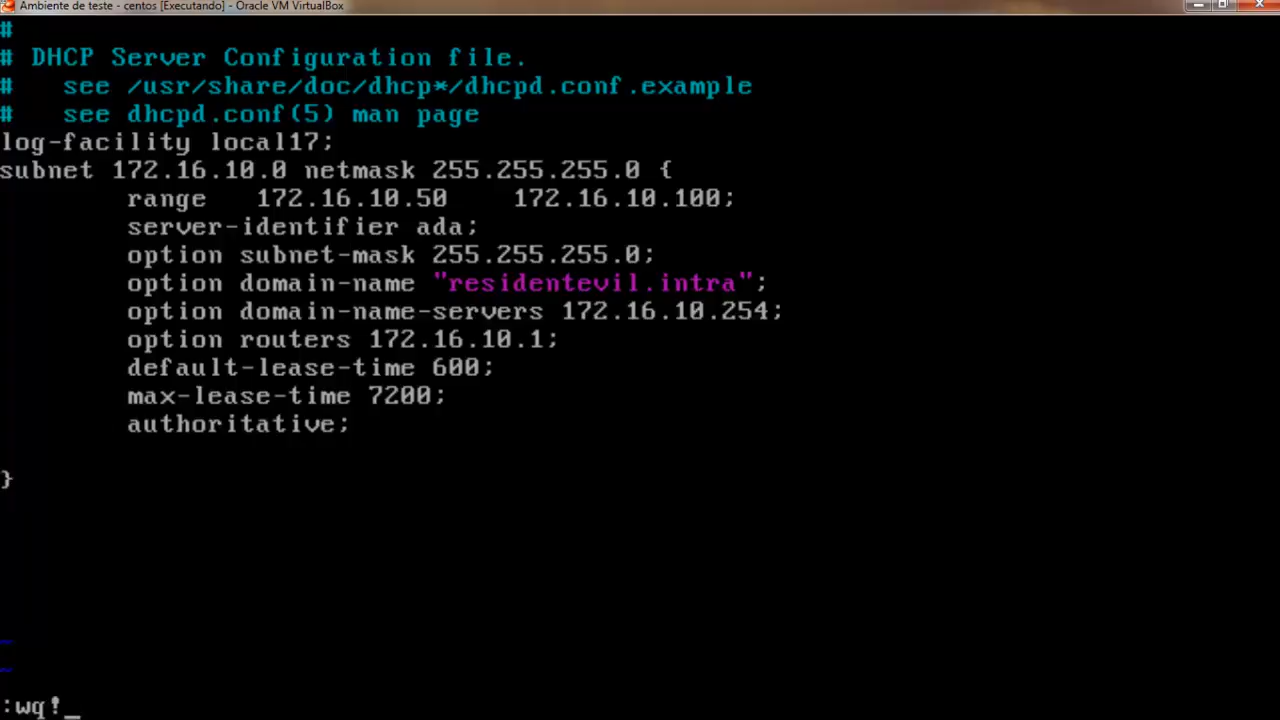 Ambiente de teste - centos [Executando] - Oracle VM VirtualBox
#
# DHCP Server Configuration file.
#   see /usr/share/doc/dhcp*/dhcpd.conf.example
#   see dhcpd.conf(5) man page
log-facility local17;
subnet 172.16.10.0 netmask 255.255.255.0 {
        range   172.16.10.50    172.16.10.100;
        server-identifier ada;
        option subnet-mask 255.255.255.0;
        option domain-name "residentevil.intra";
        option domain-name-servers 172.16.10.254;
        option routers 172.16.10.1;
        default-lease-time 600;
        max-lease-time 7200;
        authoritative;
}
~
~
:wq!_